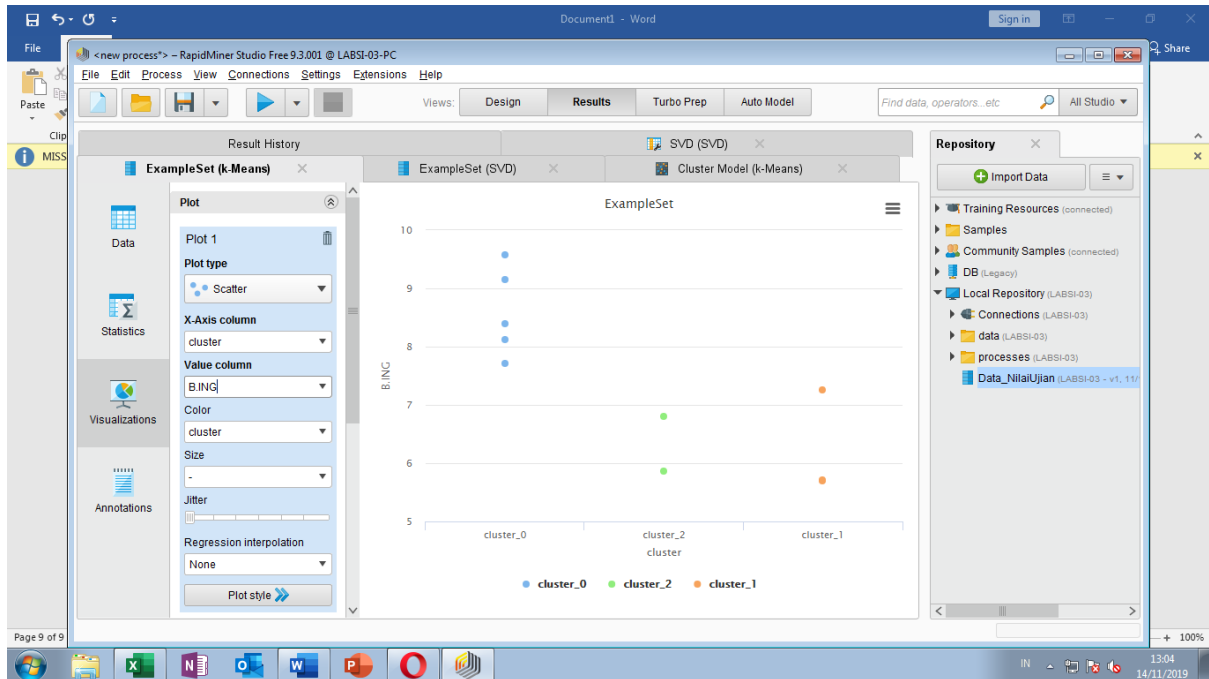 Document1 - Word
Sign in
File
Share
Paste
Clip
MISS
<new process*> – RapidMiner Studio Free 9.3.001 @ LABSI-03-PC
File Edit Process View Connections Settings Extensions Help
Views: Design Results Turbo Prep Auto Model
Find data, operators...etc
All Studio
Result History
SVD (SVD)
ExampleSet (k-Means)
ExampleSet (SVD)
Cluster Model (k-Means)
Data
Statistics
Visualizations
Annotations
Plot
Plot 1
Plot type
Scatter
X-Axis column
cluster
Value column
B.ING
Color
cluster
Size
-
Jitter
Regression interpolation
None
Plot style
ExampleSet
10
9
8
7
6
5
B.ING
cluster_0 cluster_2 cluster_1
cluster
cluster_0 cluster_2 cluster_1
Repository
Import Data
Training Resources (connected)
Samples
Community Samples (connected)
DB (Legacy)
Local Repository (LABSI-03)
Connections (LABSI-03)
data (LABSI-03)
processes (LABSI-03)
Data_NilaiUjian (LABSI-03 - v1, 11/
Page 9 of 9
100%
IN
13:04
14/11/2019